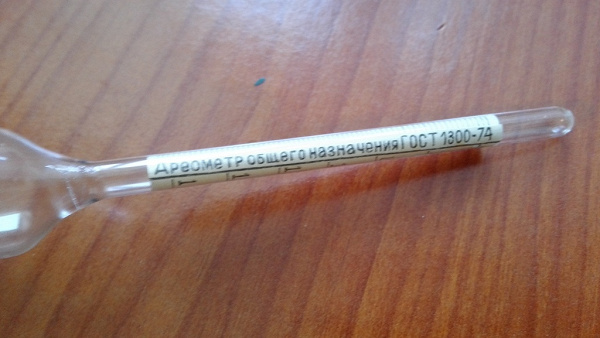 Ареометр общего назначения ГОСТ 1300-74